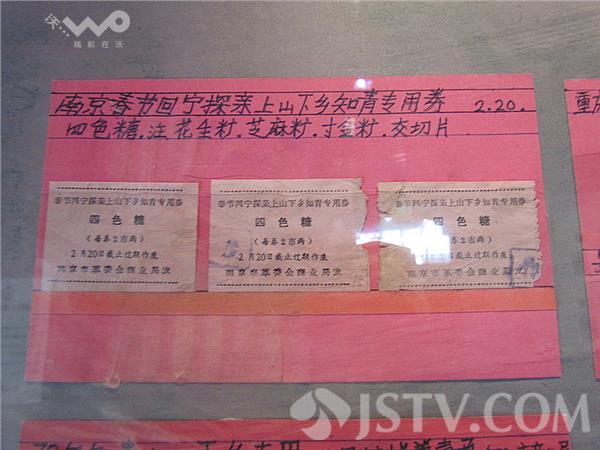 沃...
WO
精彩在沃
南京春节回宁探亲上山下乡知青专用券 2.20.
四色糖.注花生籽.芝麻籽.寸金籽.交切片
春节回宁探亲上山下乡知青专用券
四色糖
（每券2市两）
2月20日截止过期作废
南京市革委会商业局发
春节回宁探亲上山下乡知青专用券
四色糖
（每券2市两）
2月20日截止过期作废
南京市革委会商业局发
15
春节回宁探亲上山下乡知青专用券
四色糖
（每券2市两）
2月20日截止过期作废
南京市革委会商业局发
JSTV.COM